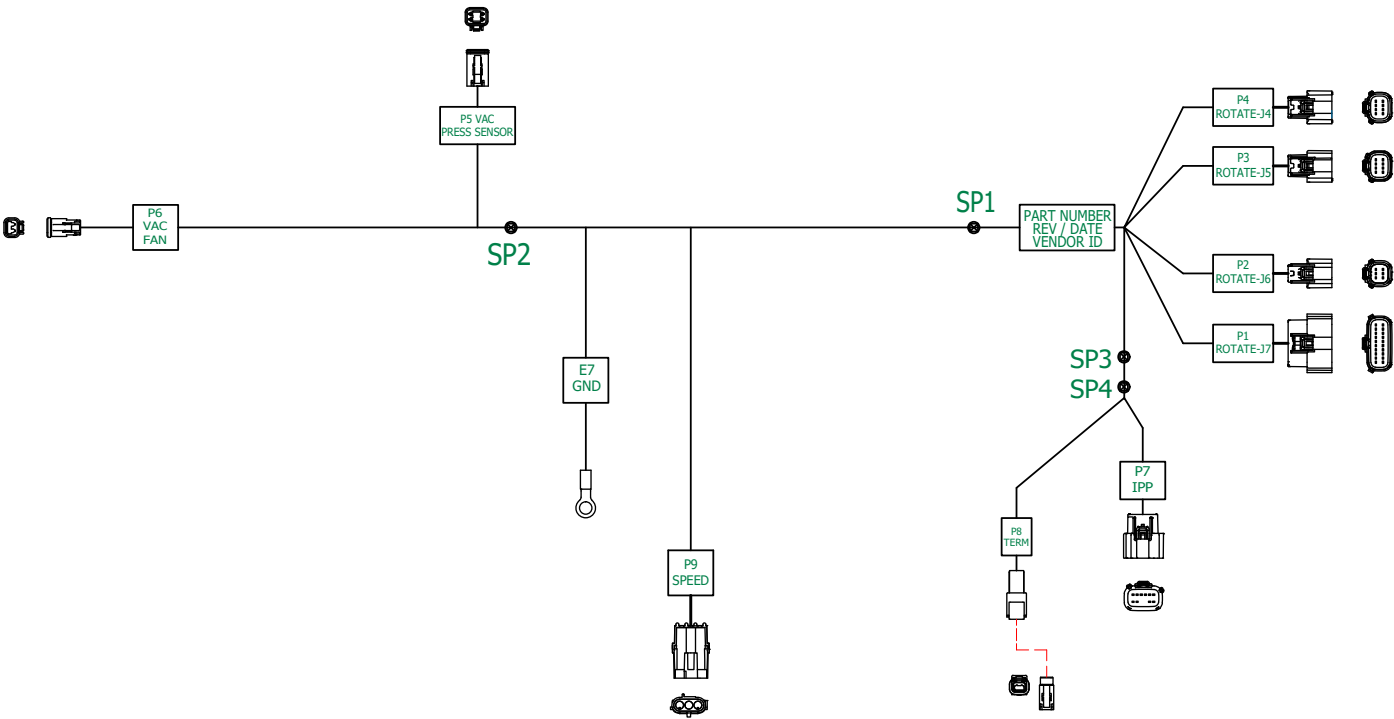 P5 VAC
PRESS SENSOR
P4
ROTATE-J4
P3
ROTATE-J5
SP1
PART NUMBER
REV / DATE
VENDOR ID
P6
VAC
FAN
SP2
P2
ROTATE-J6
P1
ROTATE-J7
E7
GND
SP3
SP4
P7
IPP
P8
TERM
P9
SPEED